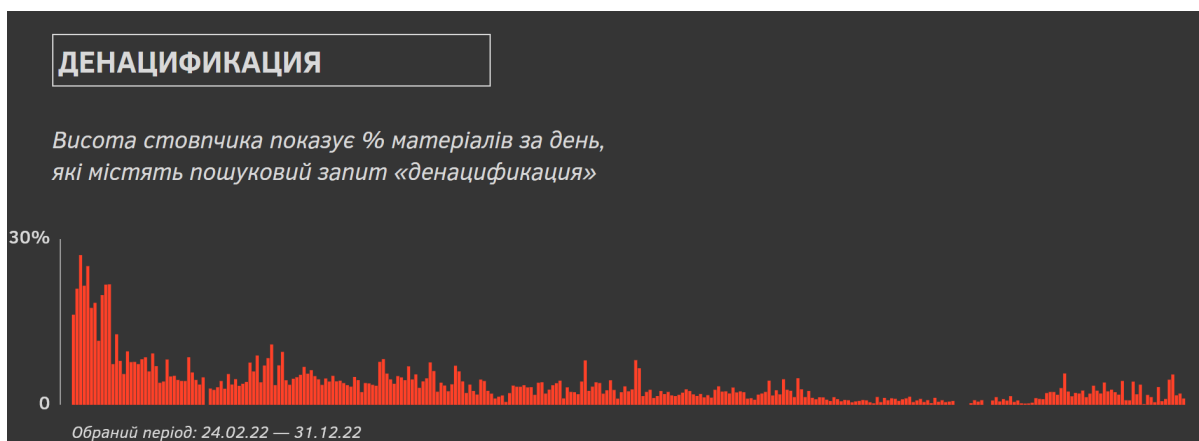 ДЕНАЦИФИКАЦИЯ
Висота стовпчика показує % матеріалів за день,
які містять пошуковий запит «денацификация»
30%
0
Обраний період: 24.02.22 — 31.12.22